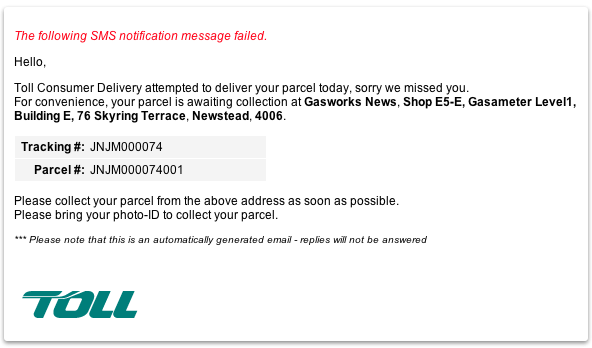 The following SMS notification message failed.
Hello,
Toll Consumer Delivery attempted to deliver your parcel today, sorry we missed you.
For convenience, your parcel is awaiting collection at Gasworks News, Shop E5-E, Gasameter Level1,
Building E, 76 Skyring Terrace, Newstead, 4006.
Tracking #: JNJM000074
Parcel #: JNJM000074001
Please collect your parcel from the above address as soon as possible.
Please bring your photo-ID to collect your parcel.
*** Please note that this is an automatically generated email - replies will not be answered
TOLL